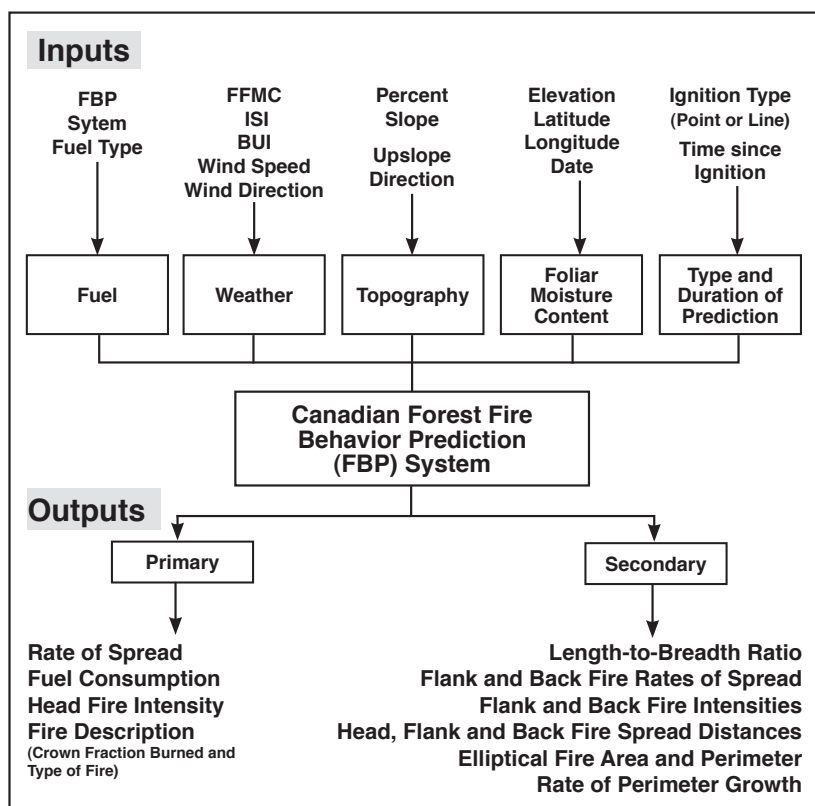 Inputs
FBP
Sytem
Fuel Type
FFMC
ISI
BUI
Wind Speed
Wind Direction
Percent
Slope
Upslope
Direction
Elevation
Latitude
Longitude
Date
Ignition Type
(Point or Line)
Time since
Ignition
Fuel
Weather
Topography
Foliar
Moisture
Content
Type and
Duration of
Prediction
Canadian Forest Fire
Behavior Prediction
(FBP) System
Outputs
Primary
Secondary
Rate of Spread
Fuel Consumption
Head Fire Intensity
Fire Description
(Crown Fraction Burned and
Type of Fire)
Length-to-Breadth Ratio
Flank and Back Fire Rates of Spread
Flank and Back Fire Intensities
Head, Flank and Back Fire Spread Distances
Elliptical Fire Area and Perimeter
Rate of Perimeter Growth